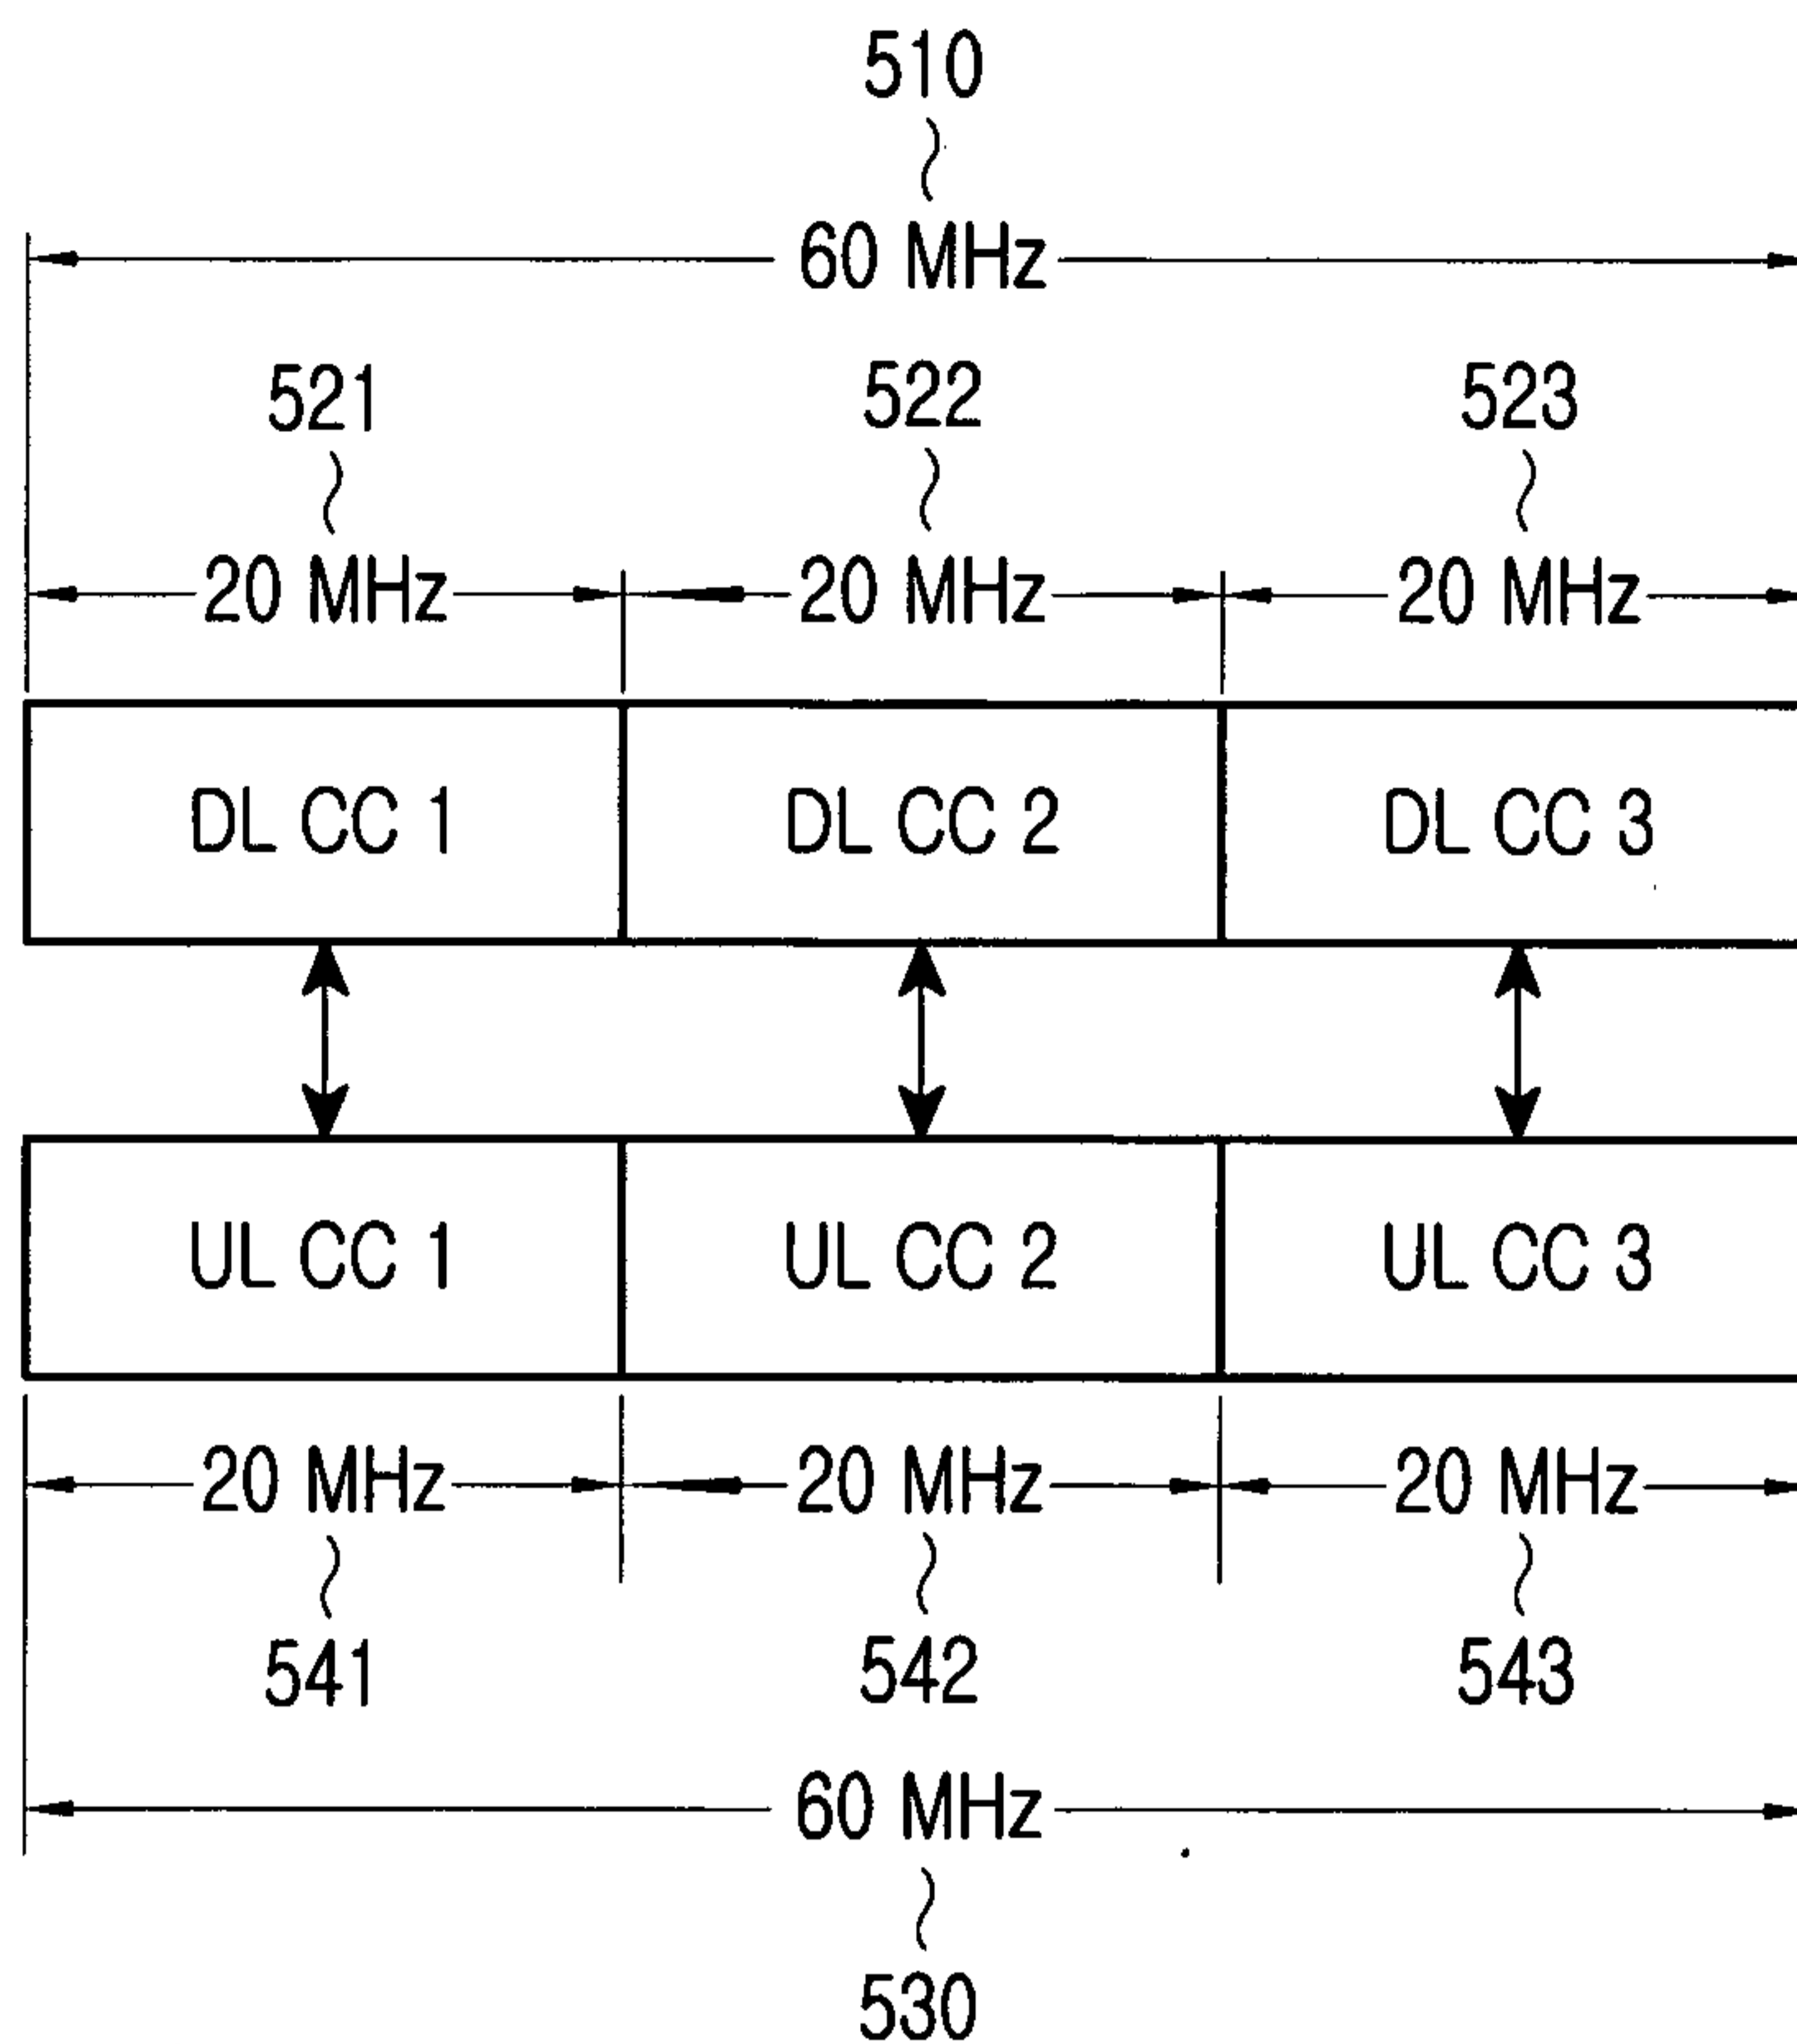 510
60 MHz
521 522 523
20 MHz 20 MHz 20 MHz
DL CC 1 DL CC 2 DL CC 3
UL CC 1 UL CC 2 UL CC 3
20 MHz 20 MHz 20 MHz
541 542 543
60 MHz
530